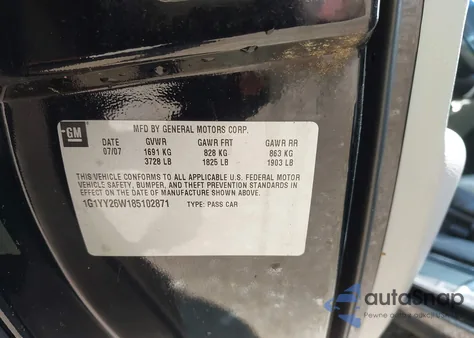 GM
MFD BY GENERAL MOTORS CORP.
DATE GVWR GAWR FRT GAWR RR
07/07 1691 KG 828 KG 863 KG
3728 LB 1825 LB 1903 LB
THIS VEHICLE CONFORMS TO ALL APPLICABLE U.S. FEDERAL MOTOR
VEHICLE SAFETY, BUMPER, AND THEFT PREVENTION STANDARDS IN
EFFECT ON THE DATE OF MANUFACTURE SHOWN ABOVE.
1G1YY26W185102871 TYPE: PASS CAR
autoSnap
Pewne auta z